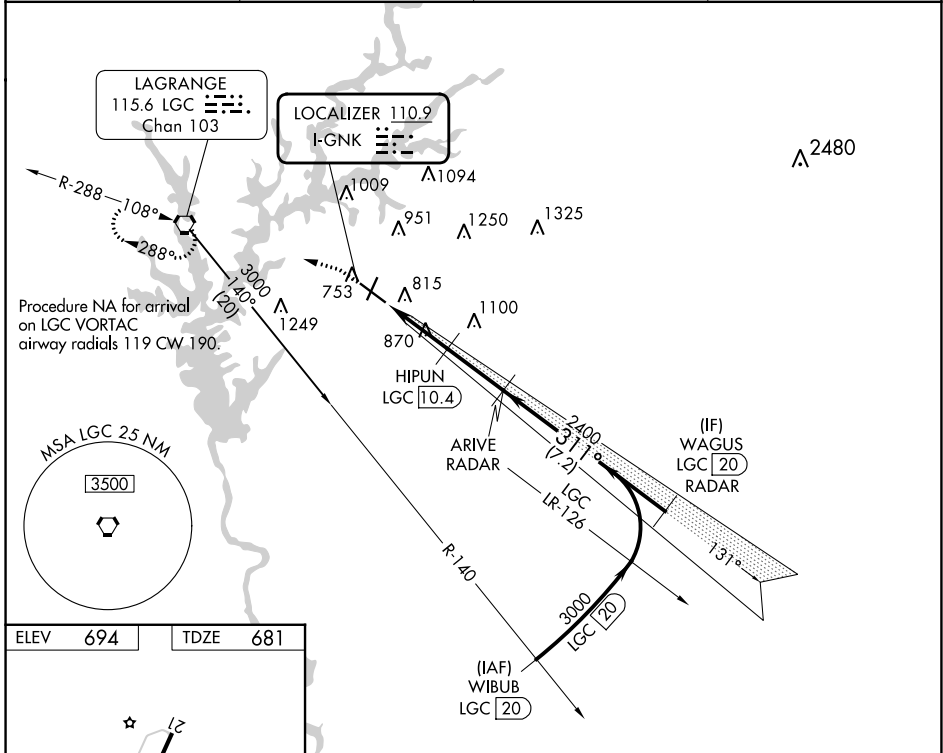 LAGRANGE
115.6 LGC
Chan 103
LOCALIZER 110.9
I-GNK
2480
1094
1009
R-288
108°
951
1250
1325
288°
3000
140°
(20)
753
815
Procedure NA for arrival
on LGC VORTAC
airway radials 119 CW 190.
1249
1100
870
HIPUN
LGC 10.4
2400
311°
(7.2)
(IF)
WAGUS
LGC 20
RADAR
ARIVE
RADAR
MSA LGC 25 NM
3500
LGC
LR-126
131°
R-140
3000
LGC 20
ELEV 694
TDZE 681
(IAF)
WIBUB
LGC 20
21